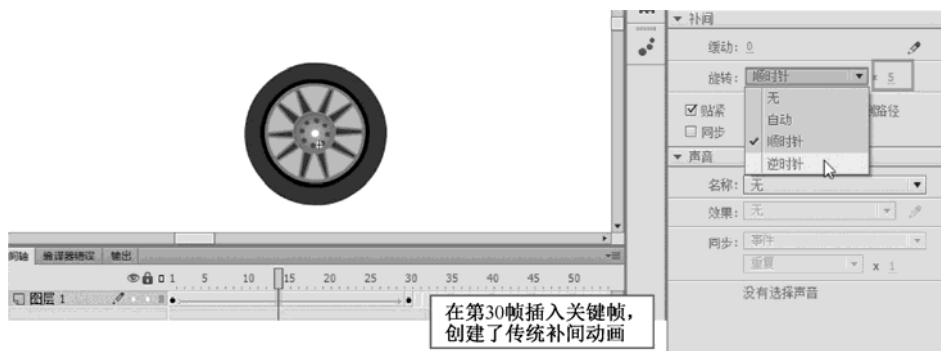 补间
缓动: 0
旋转: 顺时针 x 5
无
贴紧 路径
自动
同步
顺时针
逆时针
声音
名称: 无
效果: 无
同步: 事件
重复 x 1
没有选择声音
间轴 编译器错误 输出
1 5 10 15 20 25 30 35 40 45 50
图层 1
在第30帧插入关键帧，
创建了传统补间动画